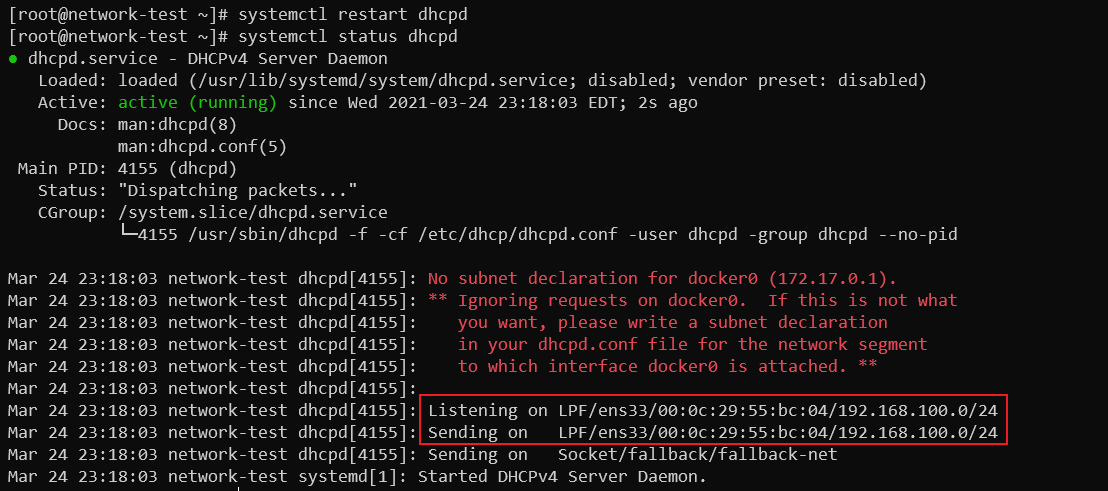 [root@network-test ~]# systemctl restart dhcpd
[root@network-test ~]# systemctl status dhcpd
● dhcpd.service - DHCPv4 Server Daemon
   Loaded: loaded (/usr/lib/systemd/system/dhcpd.service; disabled; vendor preset: disabled)
   Active: active (running) since Wed 2021-03-24 23:18:03 EDT; 2s ago
     Docs: man:dhcpd(8)
           man:dhcpd.conf(5)
 Main PID: 4155 (dhcpd)
   Status: "Dispatching packets..."
   CGroup: /system.slice/dhcpd.service
           └─4155 /usr/sbin/dhcpd -f -cf /etc/dhcp/dhcpd.conf -user dhcpd -group dhcpd --no-pid

Mar 24 23:18:03 network-test dhcpd[4155]: No subnet declaration for docker0 (172.17.0.1).
Mar 24 23:18:03 network-test dhcpd[4155]: ** Ignoring requests on docker0.  If this is not what
Mar 24 23:18:03 network-test dhcpd[4155]:    you want, please write a subnet declaration
Mar 24 23:18:03 network-test dhcpd[4155]:    in your dhcpd.conf file for the network segment
Mar 24 23:18:03 network-test dhcpd[4155]:    to which interface docker0 is attached. **
Mar 24 23:18:03 network-test dhcpd[4155]:
Mar 24 23:18:03 network-test dhcpd[4155]: Listening on LPF/ens33/00:0c:29:55:bc:04/192.168.100.0/24
Mar 24 23:18:03 network-test dhcpd[4155]: Sending on   LPF/ens33/00:0c:29:55:bc:04/192.168.100.0/24
Mar 24 23:18:03 network-test dhcpd[4155]: Sending on   Socket/fallback/fallback-net
Mar 24 23:18:03 network-test systemd[1]: Started DHCPv4 Server Daemon.